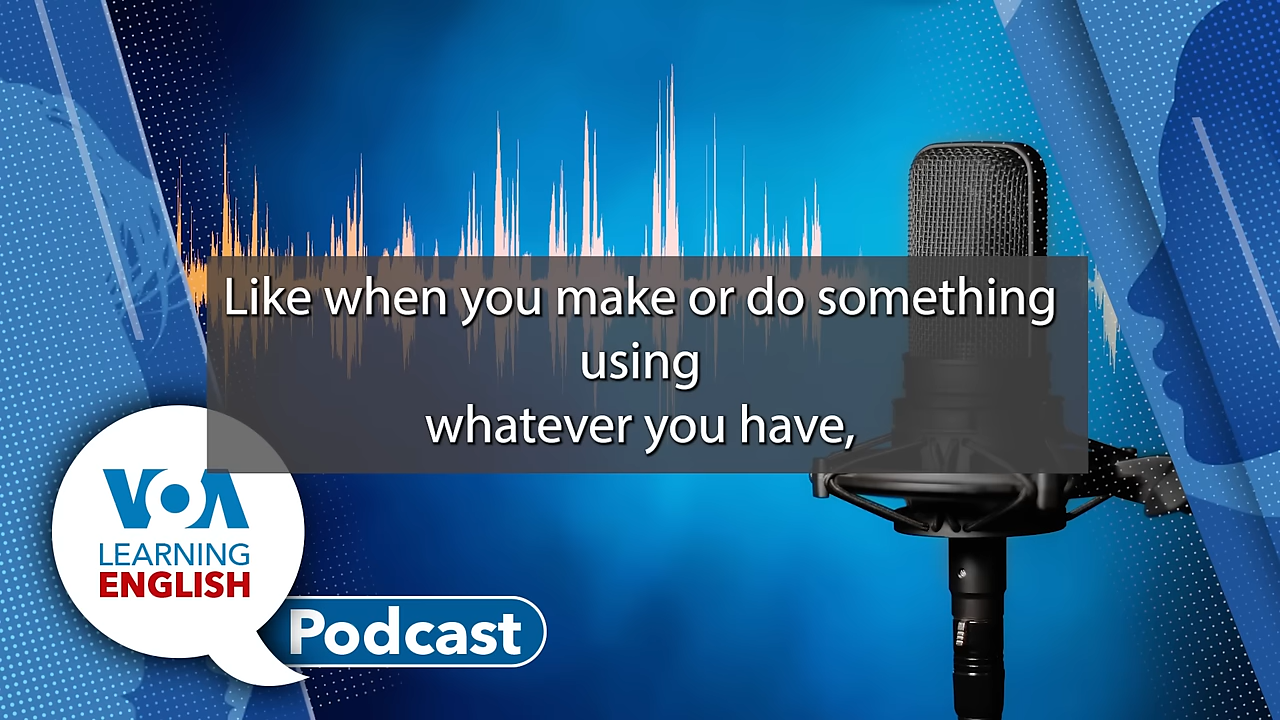 Like when you make or do something
using
whatever you have,
VOA
LEARNING
ENGLISH
Podcast